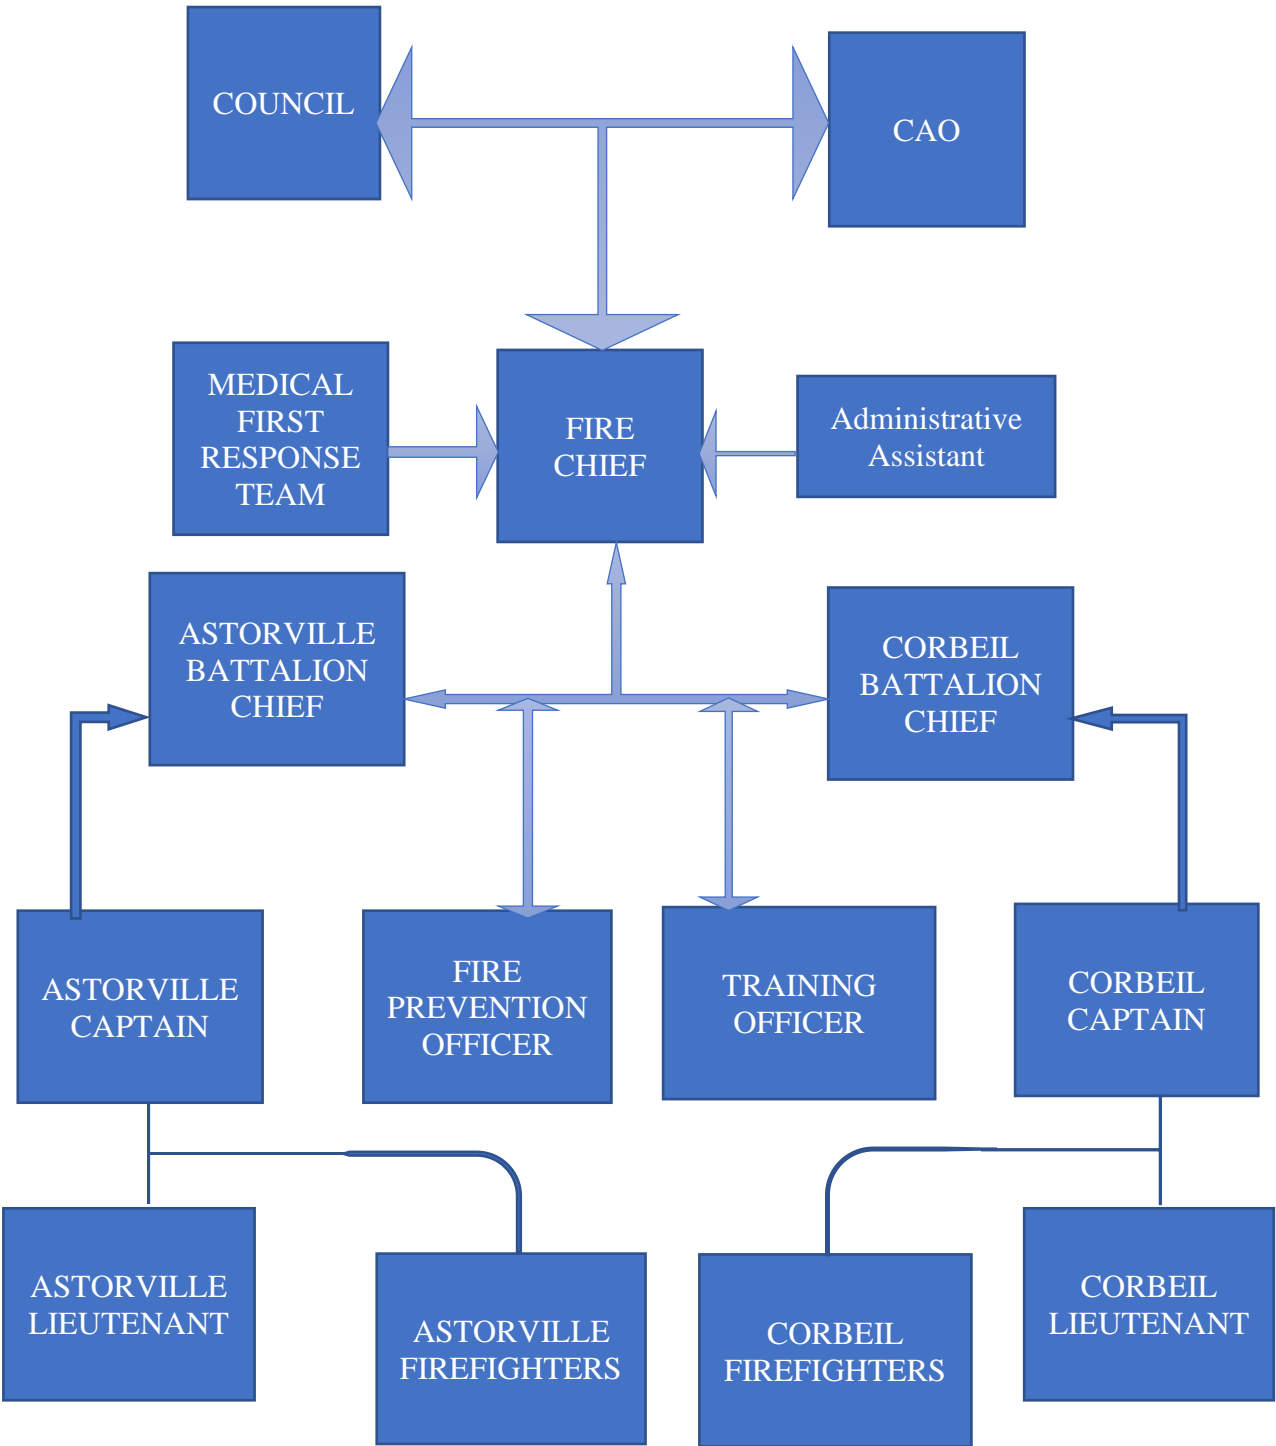 COUNCIL
CAO
MEDICAL
FIRST
RESPONSE
TEAM
FIRE
CHIEF
Administrative
Assistant
ASTORVILLE
BATTALION
CHIEF
CORBEIL
BATTALION
CHIEF
ASTORVILLE
CAPTAIN
FIRE
PREVENTION
OFFICER
TRAINING
OFFICER
CORBEIL
CAPTAIN
ASTORVILLE
LIEUTENANT
ASTORVILLE
FIREFIGHTERS
CORBEIL
FIREFIGHTERS
CORBEIL
LIEUTENANT